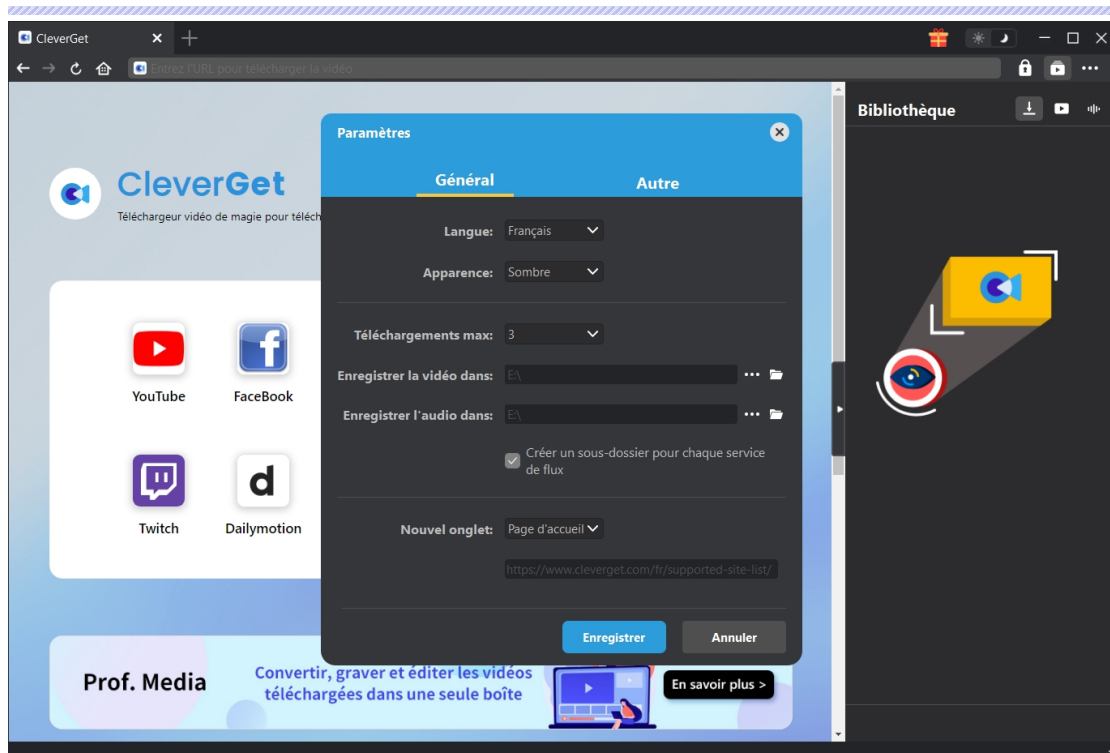 CleverGet
Entrez l'URL pour télécharger la vidéo
Bibliothèque
Paramètres
Général
Autre
CleverGet
Téléchargeur vidéo de magie pour téléch
Langue: Français
Apparence: Sombre
Téléchargements max: 3
Enregistrer la vidéo dans: E:\
Enregistrer l'audio dans: E:\
Créer un sous-dossier pour chaque service
de flux
YouTube
FaceBook
Twitch
Dailymotion
Nouvel onglet: Page d'accueil
https://www.cleverget.com/fr/supported-site-list/
Enregistrer
Annuler
Prof. Media
Convertir, graver et éditer les vidéos
téléchargées dans une seule boîte
En savoir plus >